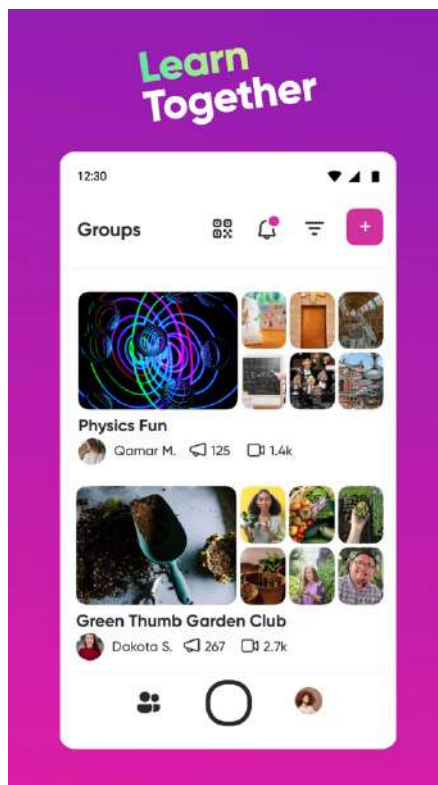 Learn
Together
12:30
Groups
+
Physics Fun
Qamar M. 125 1.4k
Green Thumb Garden Club
Dakota S. 267 2.7k